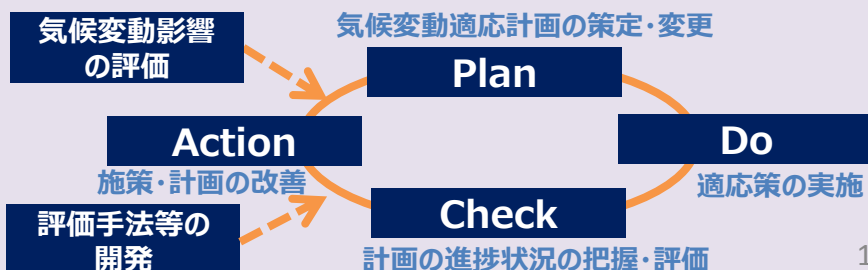 気候変動影響
の評価
気候変動適応計画の策定・変更
Plan
Action
施策・計画の改善
Do
適応策の実施
評価手法等の
開発
Check
計画の進捗状況の把握・評価
1